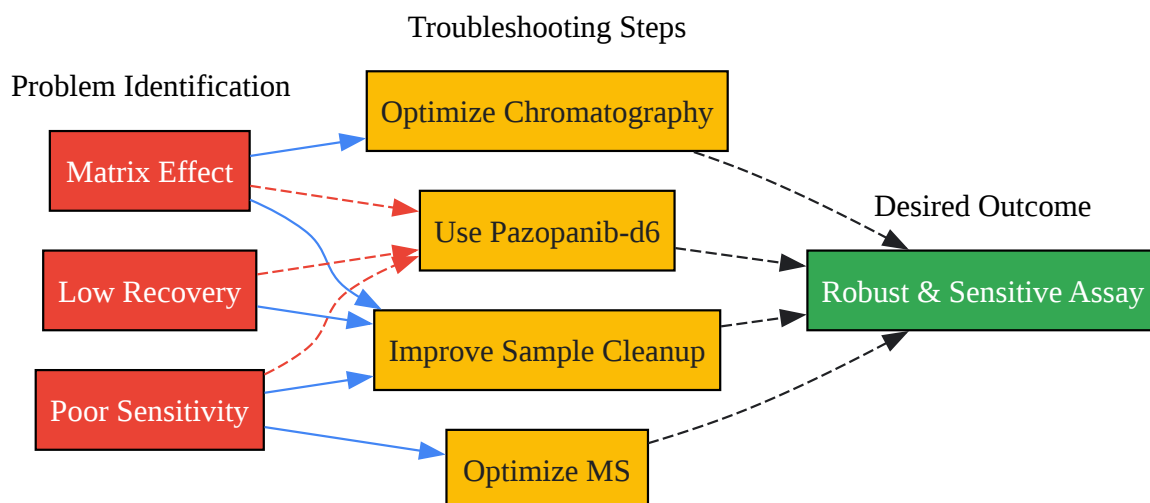 Troubleshooting Steps
Problem Identification
Optimize Chromatography
Matrix Effect
Use Pazopanib-d6
Desired Outcome
Low Recovery
Robust & Sensitive Assay
Improve Sample Cleanup
Poor Sensitivity
Optimize MS